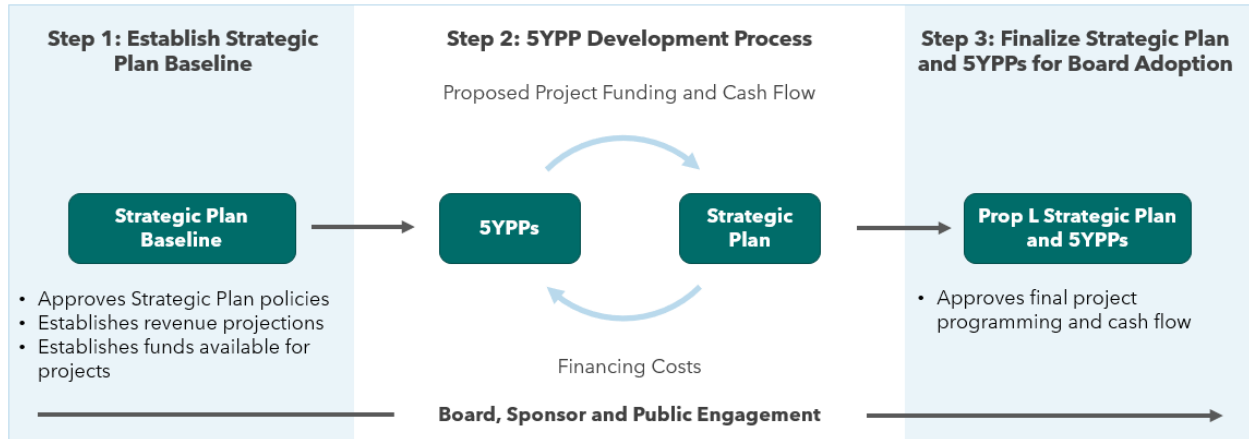 Step 1: Establish Strategic
Plan Baseline
Strategic Plan
Baseline
• Approves Strategic Plan policies
• Establishes revenue projections
• Establishes funds available for
projects
Step 2: 5YPP Development Process
Proposed Project Funding and Cash Flow
5YPPs
Strategic
Plan
Financing Costs
Step 3: Finalize Strategic Plan
and 5YPPs for Board Adoption
Prop L Strategic Plan
and 5YPPs
• Approves final project
programming and cash flow
Board, Sponsor and Public Engagement